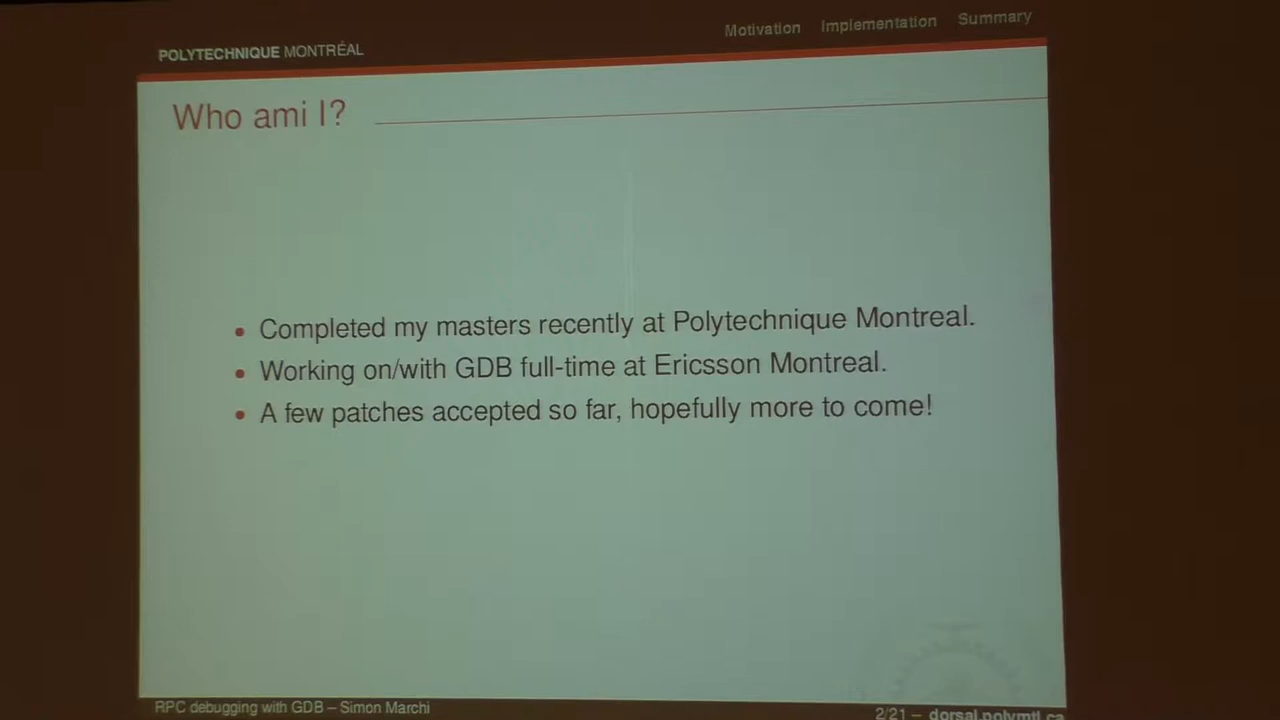 POLYTECHNIQUE MONTRÉAL
Motivation Implementation Summary
Who ami I?
• Completed my masters recently at Polytechnique Montreal.
• Working on/with GDB full-time at Ericsson Montreal.
• A few patches accepted so far, hopefully more to come!
RPC debugging with GDB – Simon Marchi
2/21 – dorsal.polymtl.ca